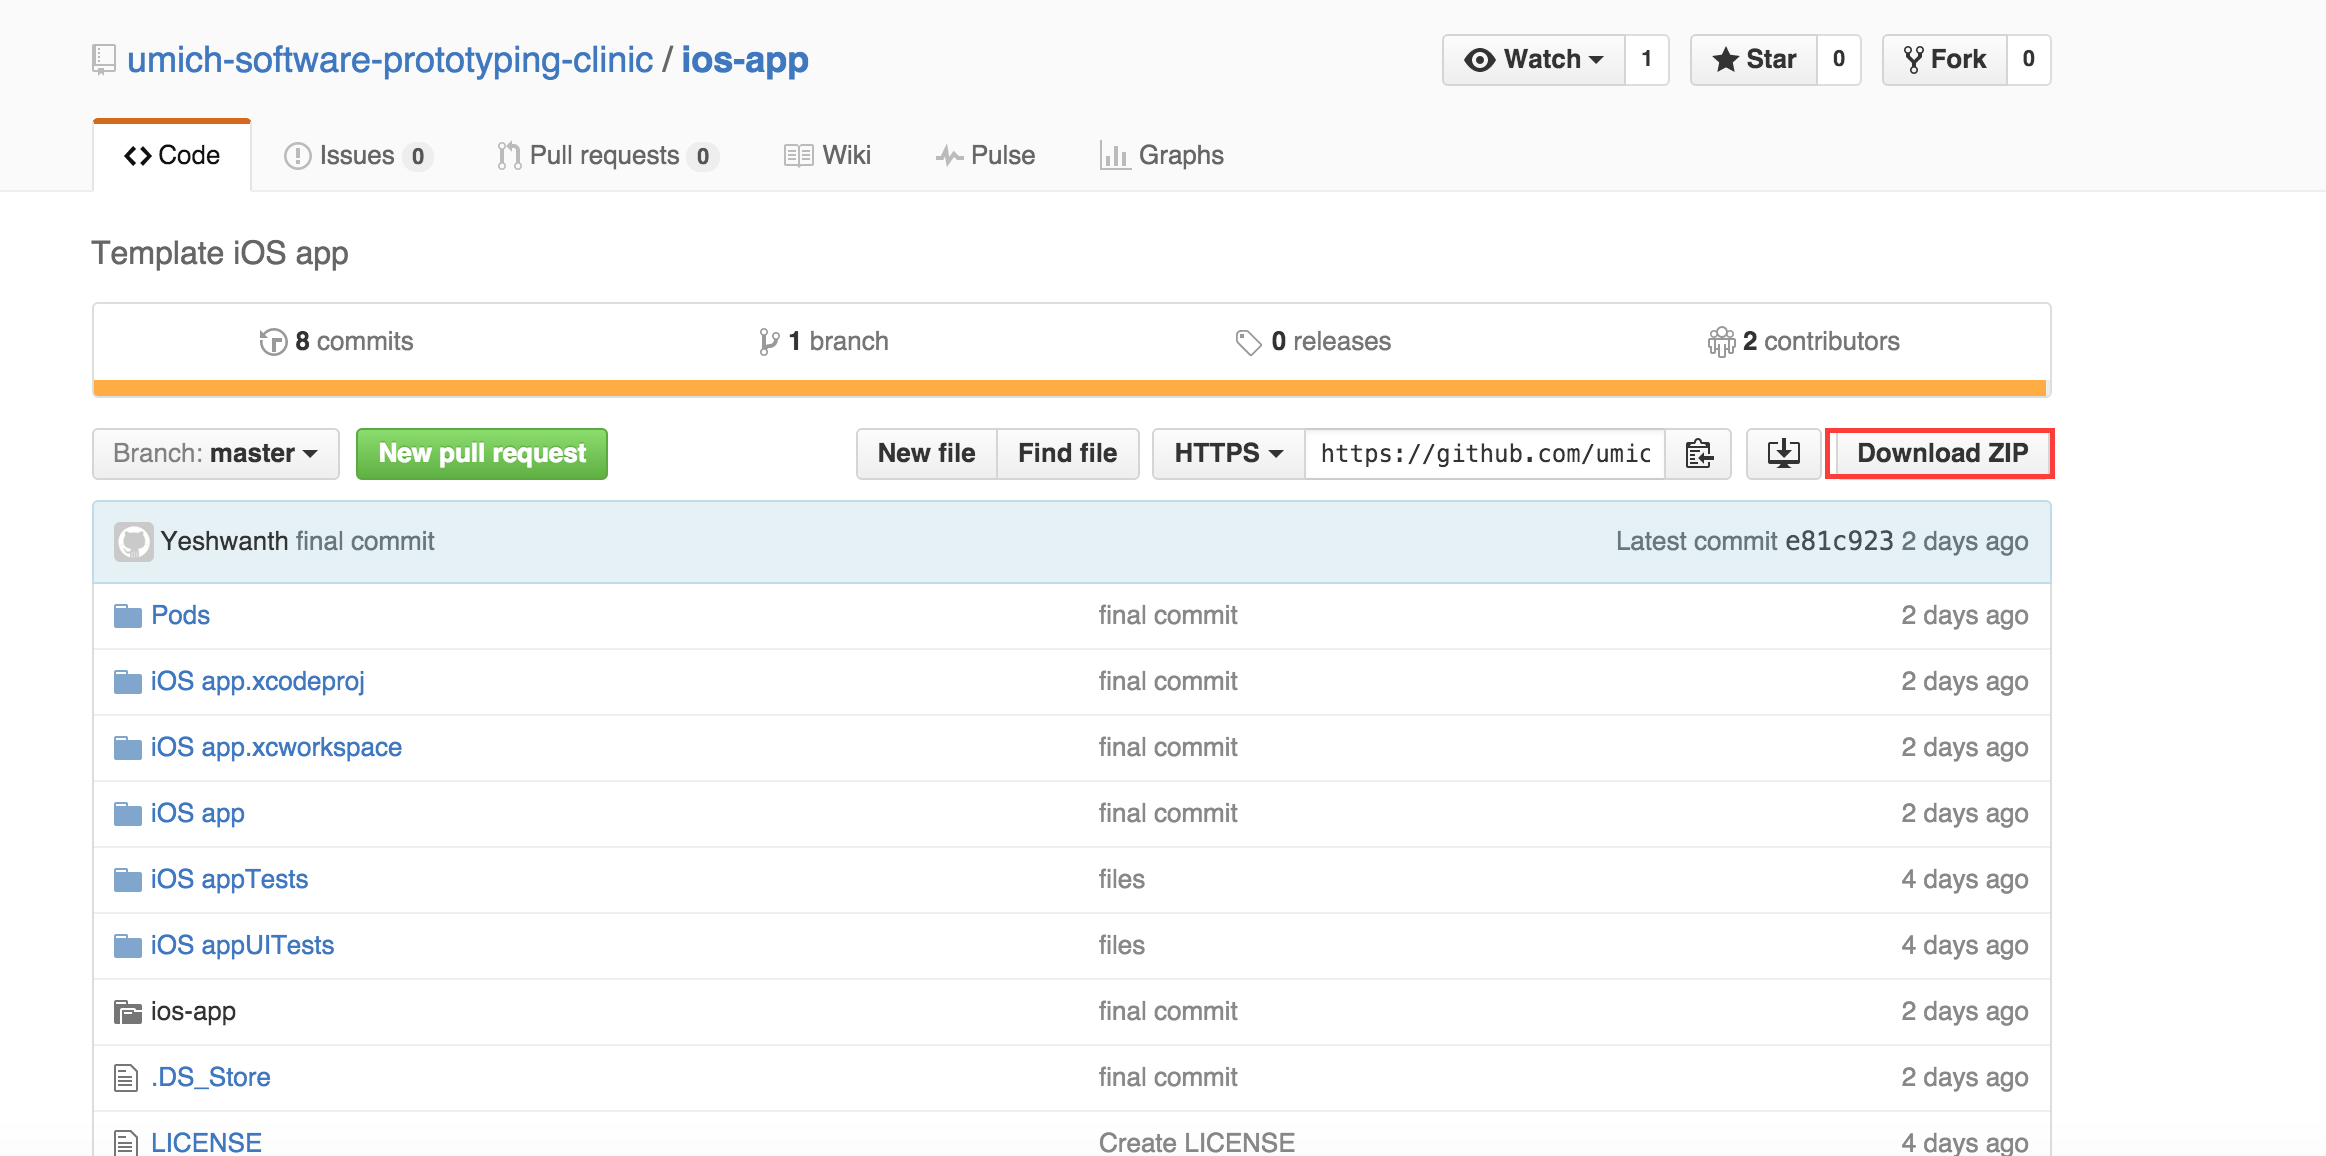 umich-software-prototyping-clinic / ios-app Watch 1 Star 0 Fork 0
Code Issues 0 Pull requests 0 Wiki Pulse Graphs
Template iOS app
8 commits 1 branch 0 releases 2 contributors
Branch: master New pull request New file Find file HTTPS https://github.com/umic Download ZIP
Yeshwanth final commit Latest commit e81c923 2 days ago
Pods final commit 2 days ago
iOS app.xcodeproj final commit 2 days ago
iOS app.xcworkspace final commit 2 days ago
iOS app final commit 2 days ago
iOS appTests files 4 days ago
iOS appUITests files 4 days ago
ios-app final commit 2 days ago
.DS_Store final commit 2 days ago
LICENSE Create LICENSE 4 days ago